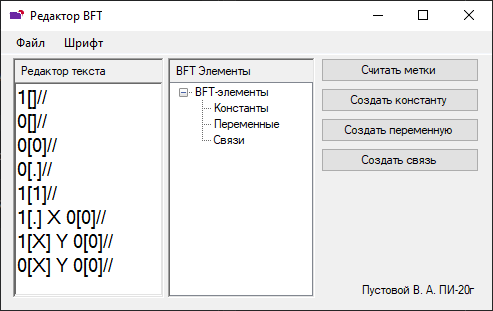 Редактор BFT
Файл Шрифт
Редактор текста
1[]//
0[]//
0[0]//
0[.]//
1[1]//
1[.] X 0[0]//
1[X] Y 0[0]//
0[X] Y 0[0]//
BFT Элементы
BFT-элементы
Константы
Переменные
Связи
Считать метки
Создать константу
Создать переменную
Создать связь
Пустовой В. А. ПИ-20г